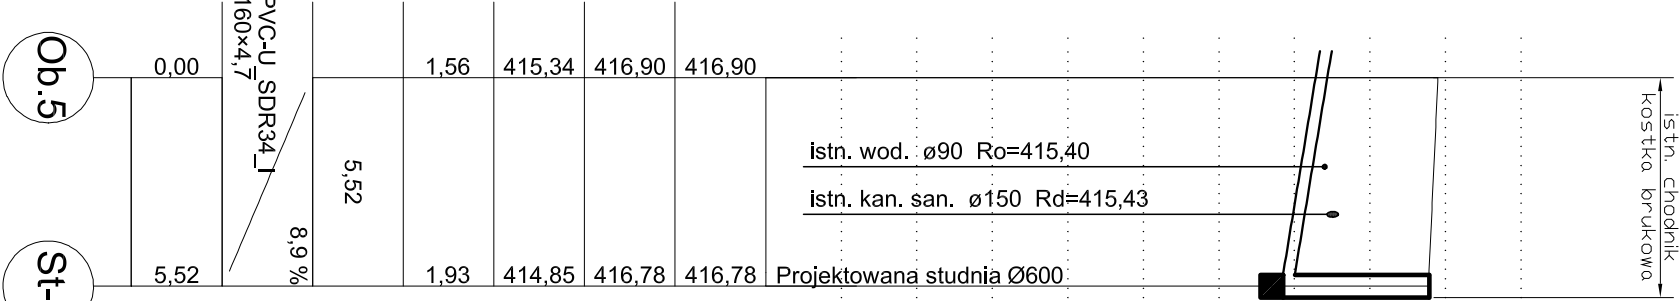 Ob.5
0,00
PVC-U_SDR34_I
160×4,7
1,56
415,34
416,90
416,90
5,52
8,9 %
istn. wod. ø90 Ro=415,40
istn. kan. san. ø150 Rd=415,43
istn. chodnik
kostka brukowa
St-
5,52
1,93
414,85
416,78
416,78
Projektowana studnia Ø600